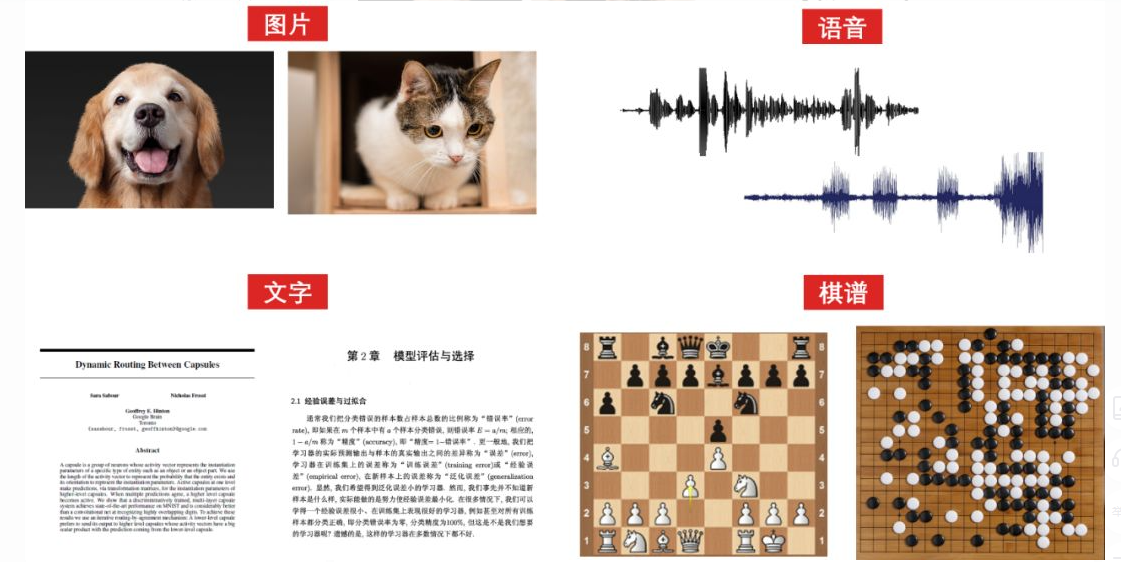 图片
语音
文字
棋谱
Dynamic Routing Between Capsules
Sara Sabour
Nicholas Frosst
Geoffrey E. Hinton
Google Brain
Toronto
{sasabour, frosst, geoffhinton}@google.com
Abstract
A capsule is a group of neurons whose activity vector represents the instantiation
parameters of a specific type of entity such as an object or an object part. We use
the length of the activity vector to represent the probability that the entity exists and
its orientation to represent the instantiation parameters. Active capsules at one level
make predictions, via transformation matrices, for the instantiation parameters of
higher-level capsules. When multiple predictions agree, a higher level capsule
becomes active. We show that a discriminatively trained, multi-layer capsule
system achieves state-of-the-art performance on MNIST and is considerably better
than a convolutional net at recognizing highly overlapping digits. To achieve these
results we use an iterative routing-by-agreement mechanism: A lower-level capsule
prefers to send its output to higher level capsules whose activity vectors have a big
scalar product with the prediction coming from the lower-level capsule.
第 2 章 模型评估与选择
2.1 经验误差与过拟合
通常我们把分类错误的样本数占样本总数的比例称为 "错误率" (error
rate), 即如果在 m 个样本中有 a 个样本分类错误, 则错误率 E = a/m; 相应的,
1 − a/m 称为 "精度" (accuracy), 即 "精度= 1−错误率" . 更一般地, 我们把
学习器的实际预测输出与样本的真实输出之间的差异称为 "误差" (error),
学习器在训练集上的误差称为 "训练误差" (training error)或 "经验误
差" (empirical error), 在新样本上的误差称为 "泛化误差" (generalization
error). 显然, 我们希望得到泛化误差小的学习器. 然而, 我们事先并不知道新
样本是什么样, 实际能做的是努力使经验误差最小化. 在很多情况下, 我们可以
学得一个经验误差很小、在训练集上表现很好的学习器, 例如甚至对所有训练
样本都分类正确, 即分类错误率为零, 分类精度为100%, 但这是不是我们想要
的学习器呢? 遗憾的是, 这样的学习器在多数情况下都不好.
8 8
7 7
6 6
5 5
4 4
3 3
2 2
1 1